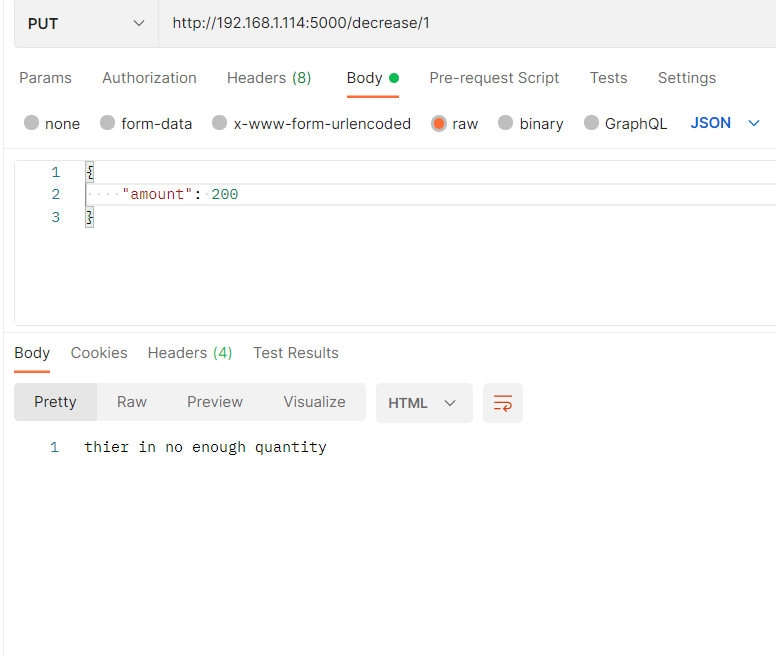 PUT http://192.168.1.114:5000/decrease/1
Params Authorization Headers (8) Body Pre-request Script Tests Settings
none form-data x-www-form-urlencoded raw binary GraphQL JSON
1 {
2 "amount": 200
3 }
Body Cookies Headers (4) Test Results
Pretty Raw Preview Visualize HTML
1 thier in no enough quantity